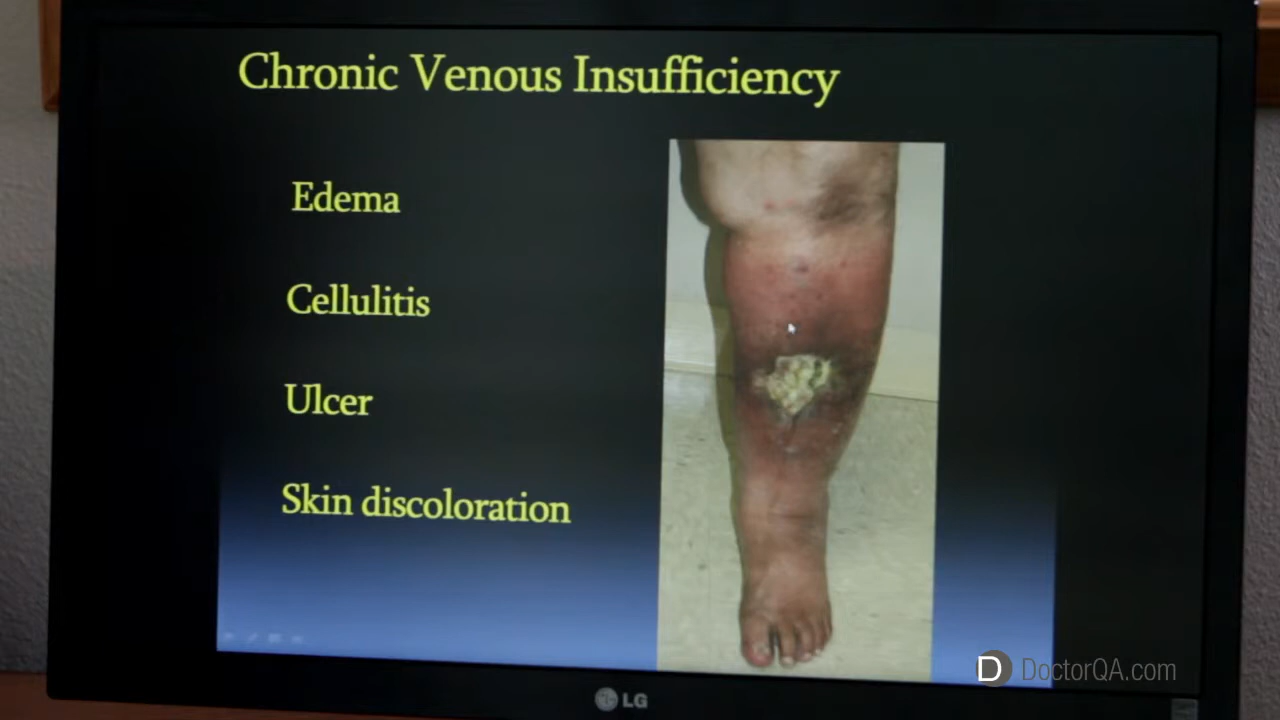 Chronic Venous Insufficiency
Edema
Cellulitis
Ulcer
Skin discoloration
D DoctorQA.com
LG